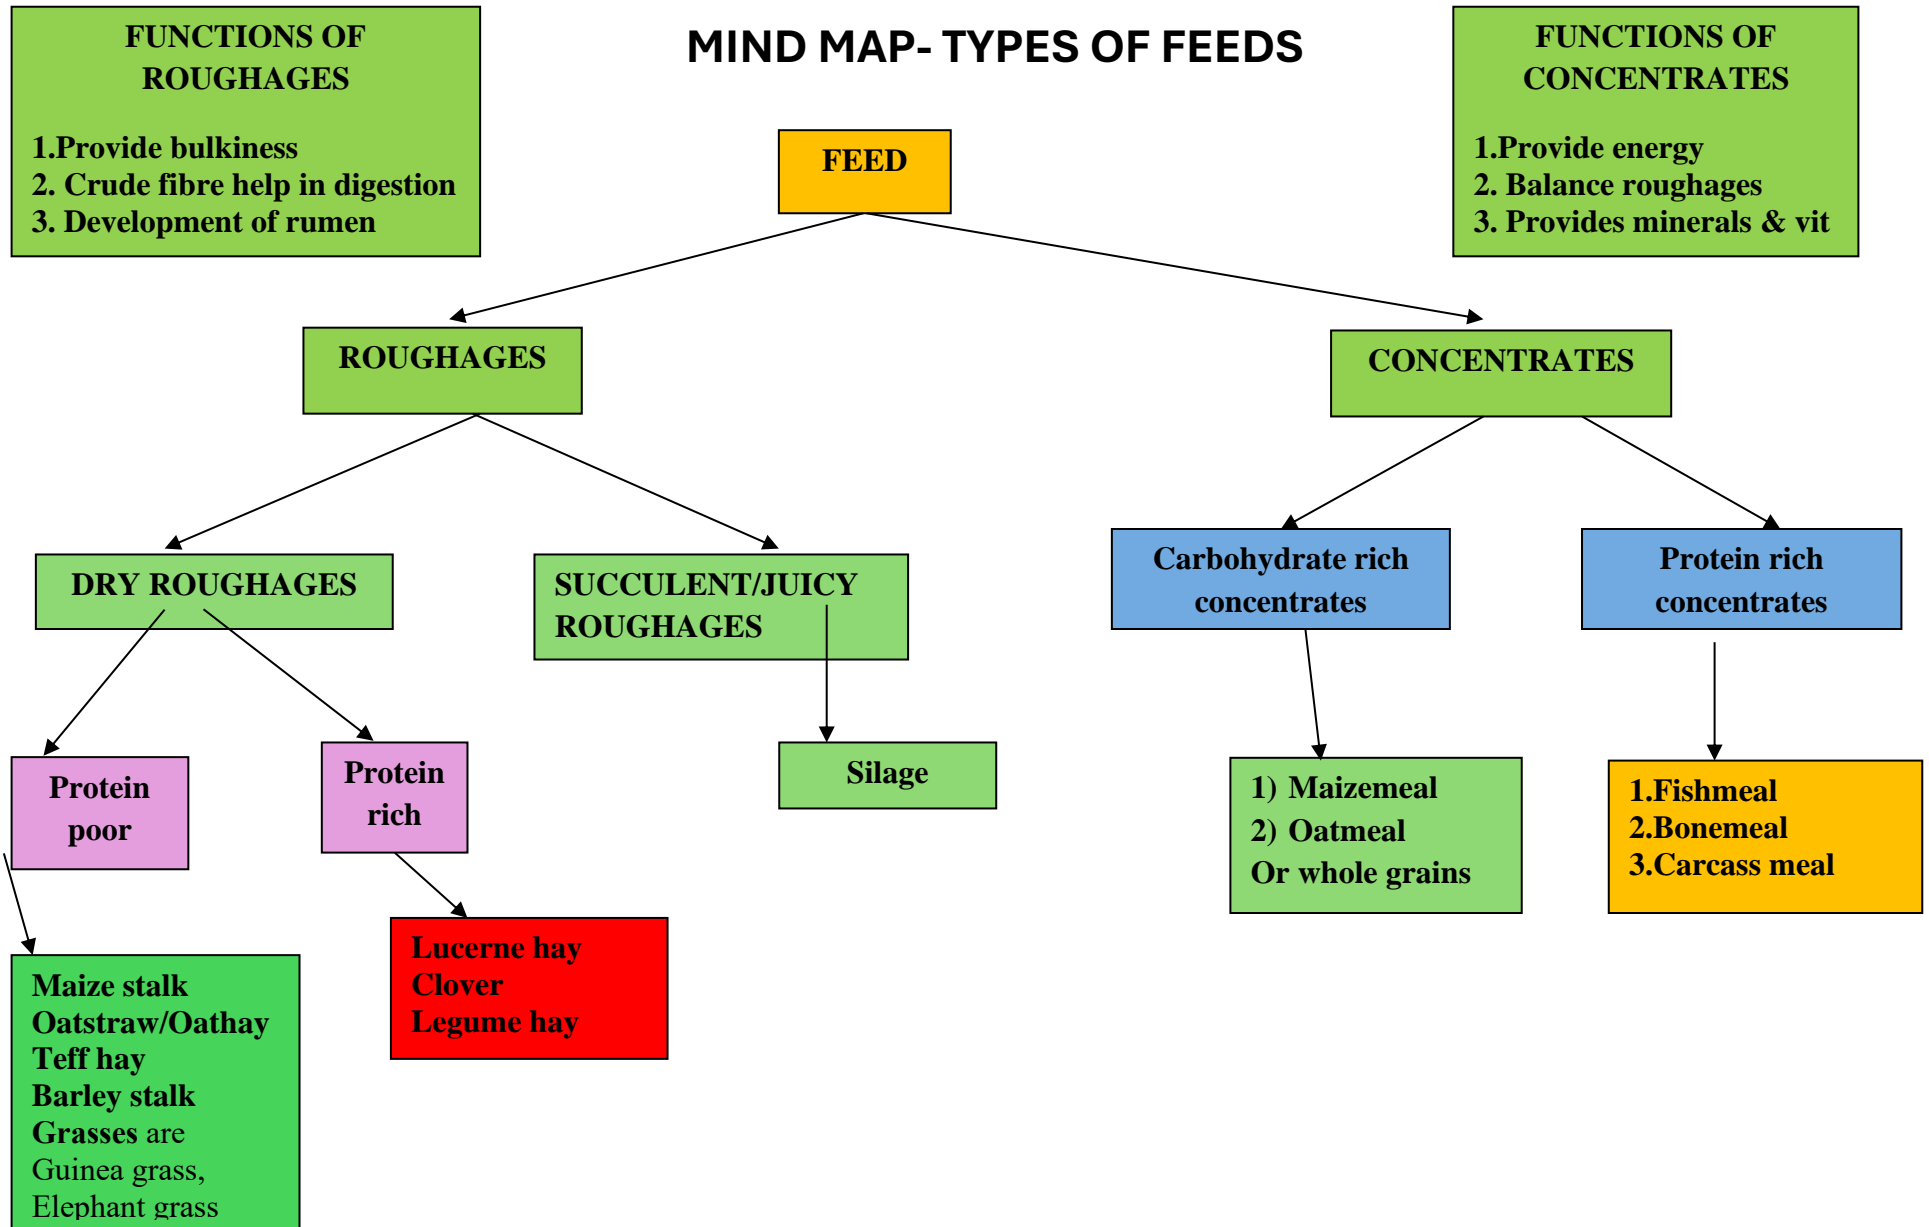 FUNCTIONS OF
ROUGHAGES
1.Provide bulkiness
2. Crude fibre help in digestion
3. Development of rumen
MIND MAP- TYPES OF FEEDS
FUNCTIONS OF
CONCENTRATES
1.Provide energy
2. Balance roughages
3. Provides minerals & vit
FEED
ROUGHAGES
CONCENTRATES
DRY ROUGHAGES
SUCCULENT/JUICY
ROUGHAGES
Carbohydrate rich
concentrates
Protein rich
concentrates
Protein
poor
Protein
rich
Silage
1) Maizemeal
2) Oatmeal
Or whole grains
1.Fishmeal
2.Bonemeal
3.Carcass meal
Maize stalk
Oatstraw/Oathay
Teff hay
Barley stalk
Grasses are
Guinea grass,
Elephant grass
Lucerne hay
Clover
Legume hay